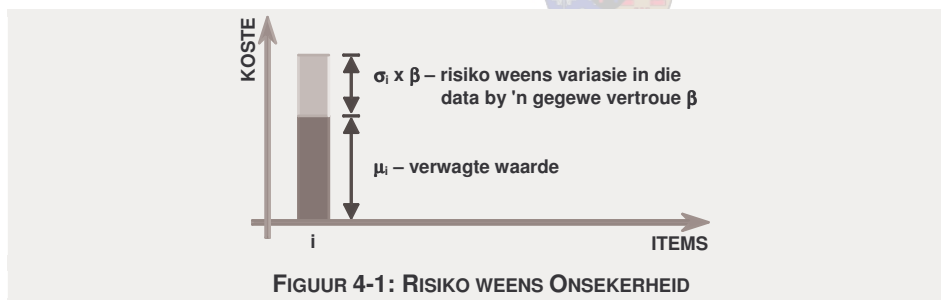 KOSTE
σi x β – risiko weens variasie in die
data by 'n gegewe vertroue β
μi – verwagte waarde
i
ITEMS
FIGUUR 4-1: RISIKO WEENS ONSEKERHEID